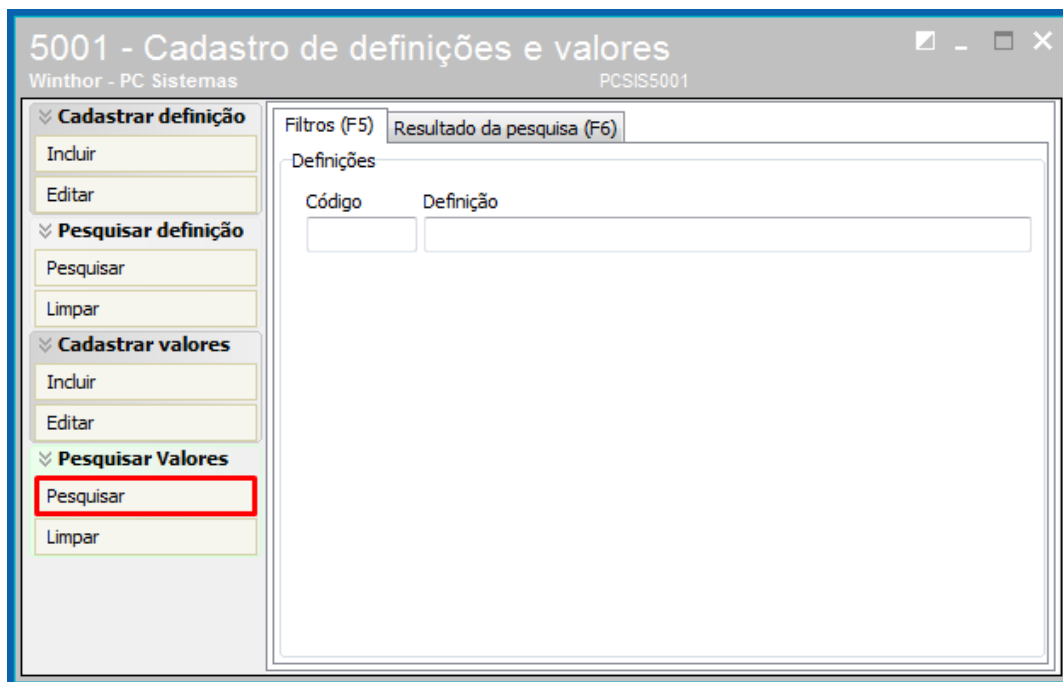 5001 - Cadastro de definições e valores
Winthor - PC Sistemas PCSIS5001
Cadastrar definição
Incluir
Editar
Pesquisar definição
Pesquisar
Limpar
Cadastrar valores
Incluir
Editar
Pesquisar Valores
Pesquisar
Limpar
Filtros (F5) Resultado da pesquisa (F6)
Definições
Código Definição